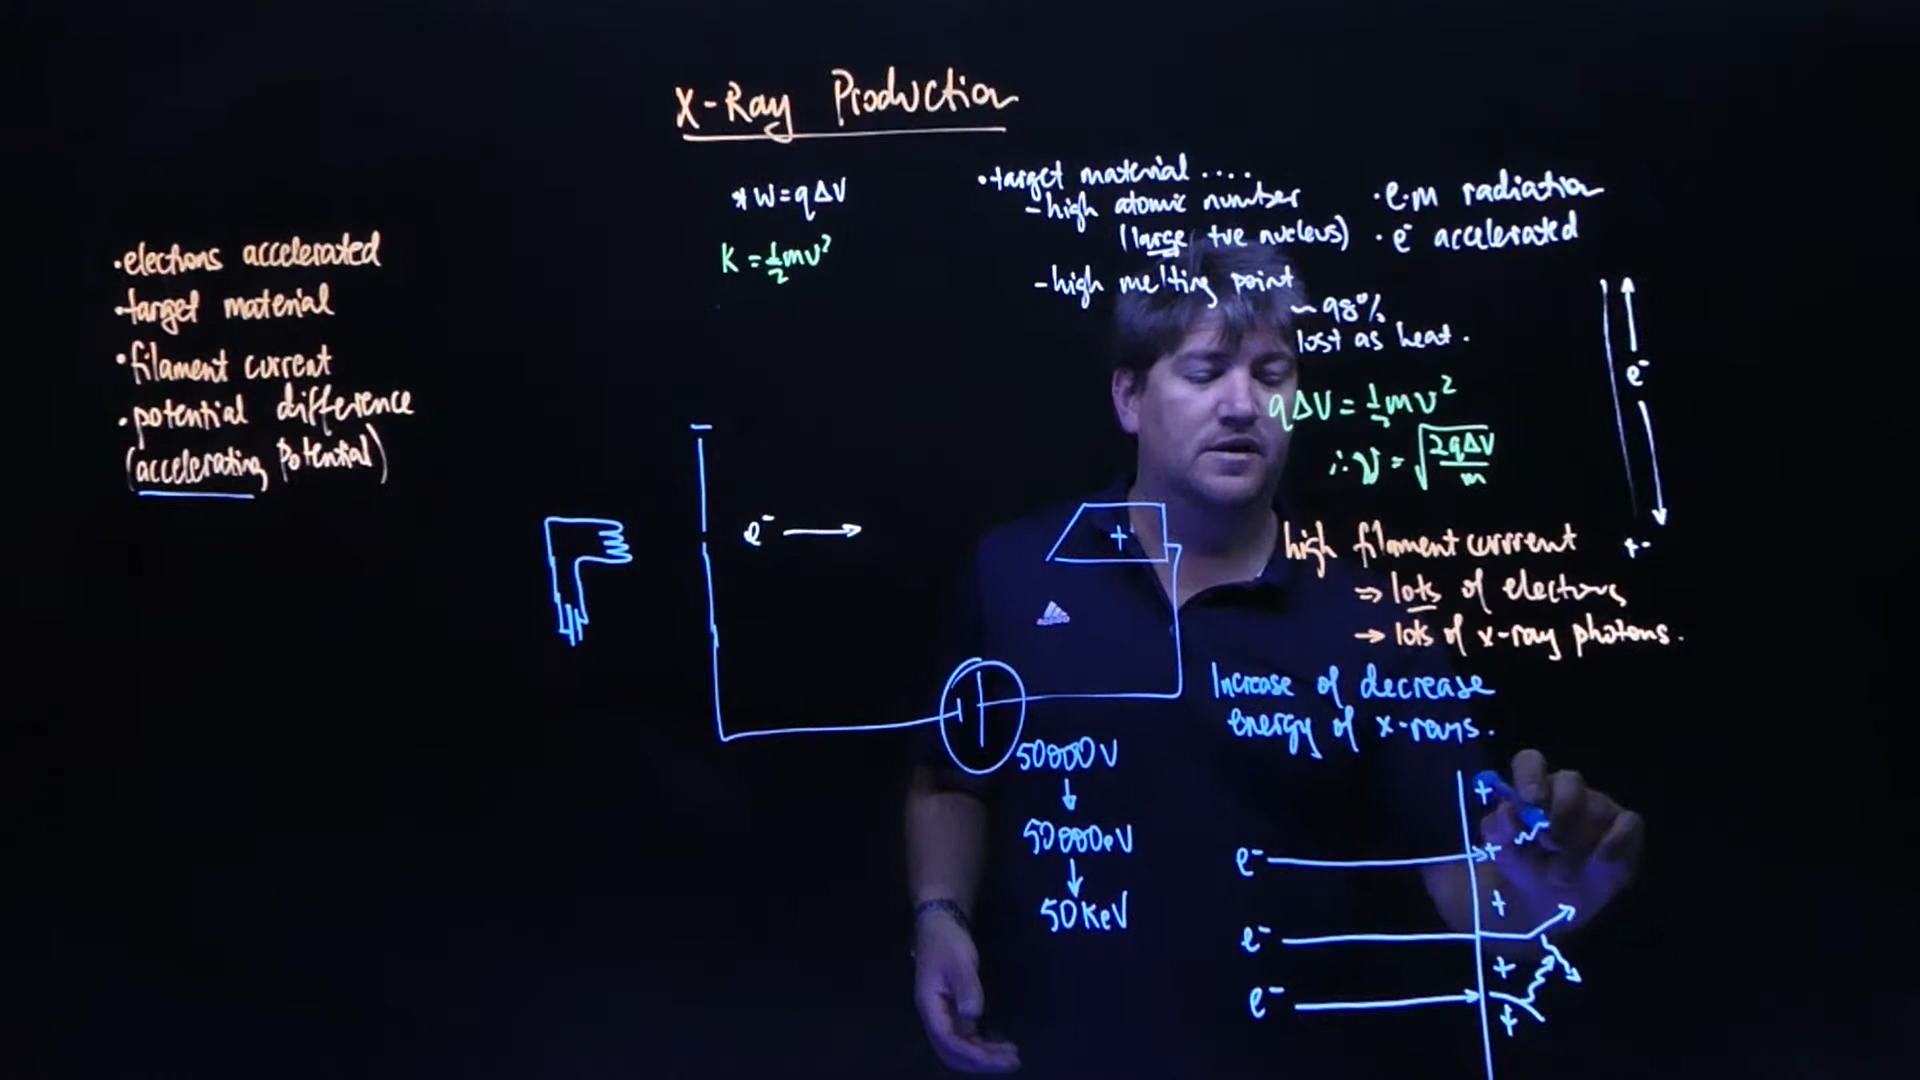 X-Ray Production
* W = qΔV
K = ½mv²
• electrons accelerated
• target material
• filament current
• potential difference
(accelerating potential)
• target material ....
- high atomic number
(large +ve nucleus)
- high melting point
~ 98%
lost as heat.
• e.m radiation
• e⁻ accelerated
qΔV = ½mv²
∴ v = √(2qΔV/m)
e⁻
+
high filament current
⇒ lots of electrons
→ lots of x-ray photons.
e⁻ →
+
adidas
Increase of decrease
energy of x-rays.
50000V
↓
50000eV
↓
50KeV
+
e⁻ → +
+
e⁻
+
e⁻ →
+